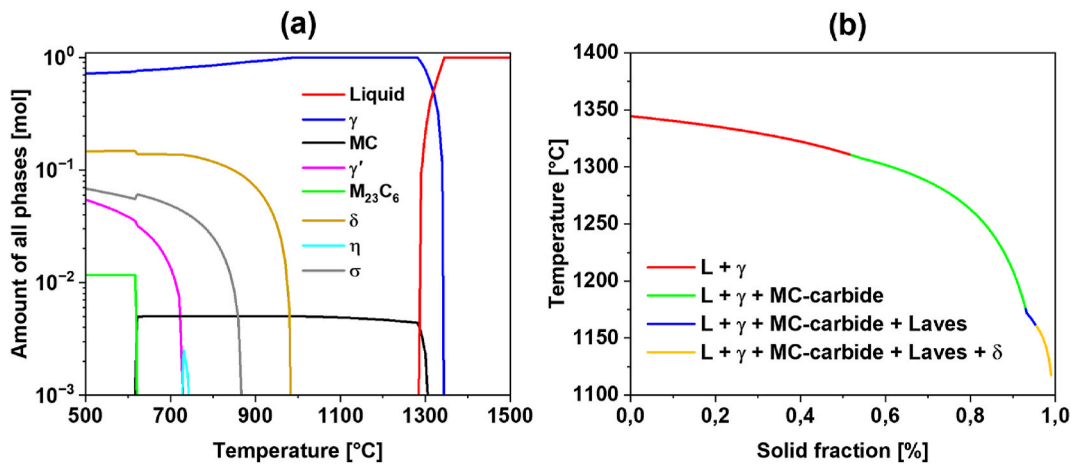 (a)
Amount of all phases [mol]
10⁰
10⁻¹
10⁻²
10⁻³
500
700
900
1100
1300
1500
Temperature [°C]
Liquid
γ
MC
γ′
M₂₃C₆
δ
η
σ
(b)
Temperature [°C]
1400
1350
1300
1250
1200
1150
1100
0,0
0,2
0,4
0,6
0,8
1,0
Solid fraction [%]
L + γ
L + γ + MC-carbide
L + γ + MC-carbide + Laves
L + γ + MC-carbide + Laves + δ